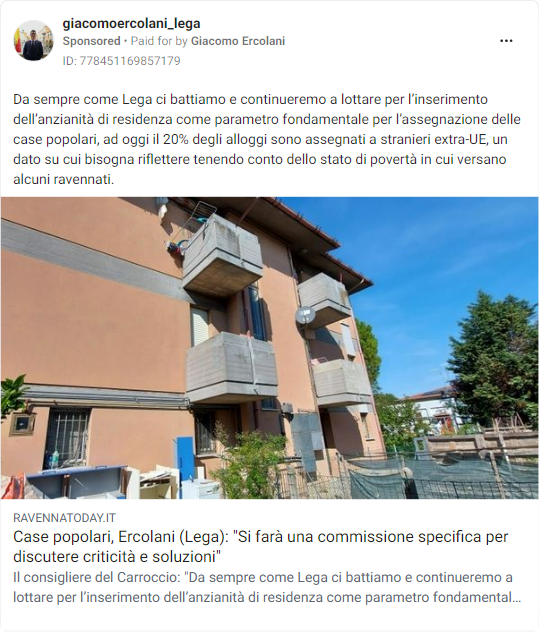 giacomoercolani_lega
Sponsored • Paid for by Giacomo Ercolani
ID: 778451169857179
Da sempre come Lega ci battiamo e continueremo a lottare per l’inserimento
dell’anzianità di residenza come parametro fondamentale per l’assegnazione delle
case popolari, ad oggi il 20% degli alloggi sono assegnati a stranieri extra-UE, un
dato su cui bisogna riflettere tenendo conto dello stato di povertà in cui versano
alcuni ravennati.
RAVENNATODAY.IT
Case popolari, Ercolani (Lega): "Si farà una commissione specifica per
discutere criticità e soluzioni"
Il consigliere del Carroccio: "Da sempre come Lega ci battiamo e continueremo a
lottare per l’inserimento dell’anzianità di residenza come parametro fondamental...